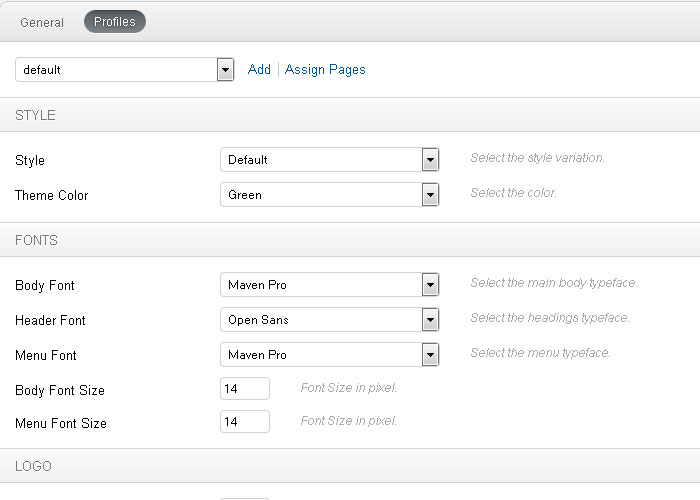 General Profiles
default Add Assign Pages
STYLE
Style Default Select the style variation.
Theme Color Green Select the color.
FONTS
Body Font Maven Pro Select the main body typeface.
Header Font Open Sans Select the headings typeface.
Menu Font Maven Pro Select the menu typeface.
Body Font Size 14 Font Size in pixel.
Menu Font Size 14 Font Size in pixel.
LOGO